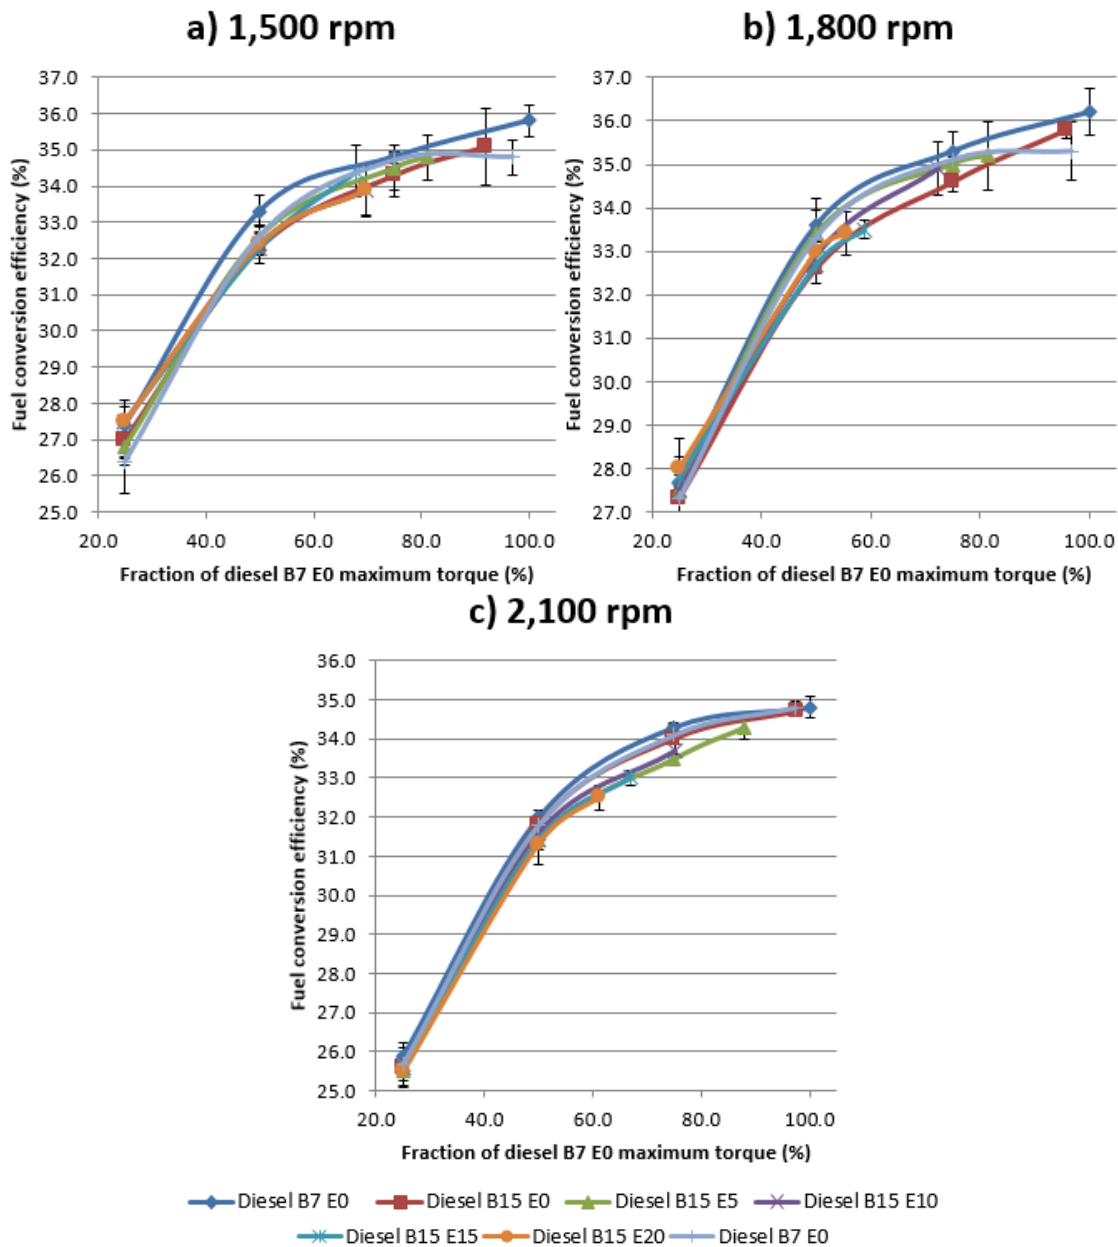 a) 1,500 rpm
b) 1,800 rpm
37.0
36.0
35.0
34.0
33.0
32.0
31.0
30.0
29.0
28.0
27.0
26.0
25.0
Fuel conversion efficiency (%)
20.0 40.0 60.0 80.0 100.0
Fraction of diesel B7 E0 maximum torque (%)
37.0
36.0
35.0
34.0
33.0
32.0
31.0
30.0
29.0
28.0
27.0
Fuel conversion efficiency (%)
20.0 40.0 60.0 80.0 100.0
Fraction of diesel B7 E0 maximum torque (%)
c) 2,100 rpm
36.0
35.0
34.0
33.0
32.0
31.0
30.0
29.0
28.0
27.0
26.0
25.0
Fuel conversion efficiency (%)
20.0 40.0 60.0 80.0 100.0
Fraction of diesel B7 E0 maximum torque (%)
Diesel B7 E0 Diesel B15 E0 Diesel B15 E5 Diesel B15 E10
Diesel B15 E15 Diesel B15 E20 Diesel B7 E0